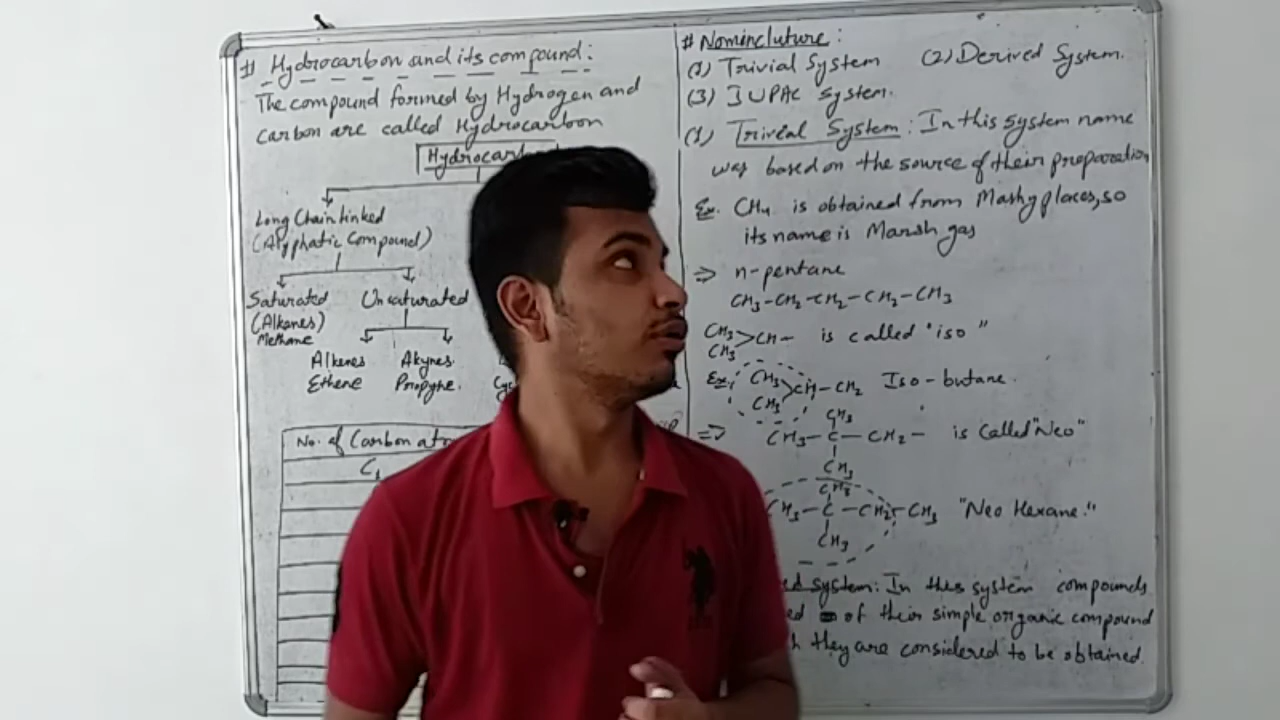 # Hydrocarbon and its compound:
The compound formed by Hydrogen and
carbon are called Hydrocarbon
Hydrocarbon
Long Chain linked
(Alyphatic Compound)
Saturated
(Alkanes)
Methane
Unsaturated
Alkenes
Ethene
Akynes
Propyne.
No. of Carbon
C1
# Nomincluture:
(1) Trivial System (2) Derived System.
(3) IUPAC system.
(1) Trivial System: In this system name
was based on the source of their preparation
Ex. CH4 is obtained from Mashy places, so
its name is Marsh gas
⇒ n-pentane
CH3-CH2-CH2-CH2-CH3
CH3
>CH- is called "iso"
CH3
Ex; CH3
>CH-CH2 Iso-butane.
CH3
CH3
⇒ CH3-C-CH2- is Called "Neo"
CH3
CH3
CH3-C-CH2-CH3 "Neo Hexane."
CH3
system: In this system compounds
of their simple organic compound
they are considered to be obtained.